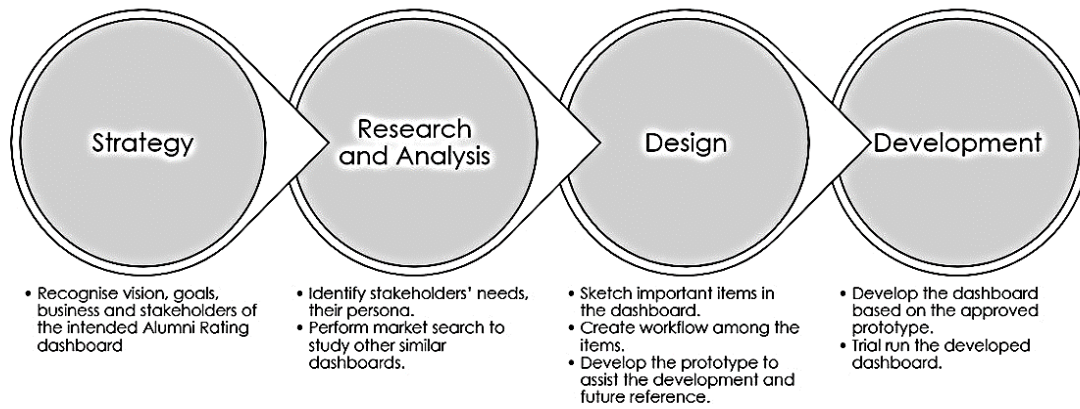 Strategy
Research
and Analysis
Design
Development
• Recognise vision, goals,
business and stakeholders of
the intended Alumni Rating
dashboard
• Identify stakeholders' needs,
their persona.
• Perform market search to
study other similar
dashboards.
• Sketch important items in
the dashboard.
• Create workflow among the
items.
• Develop the prototype to
assist the development and
future reference.
• Develop the dashboard
based on the approved
prototype.
• Trial run the developed
dashboard.